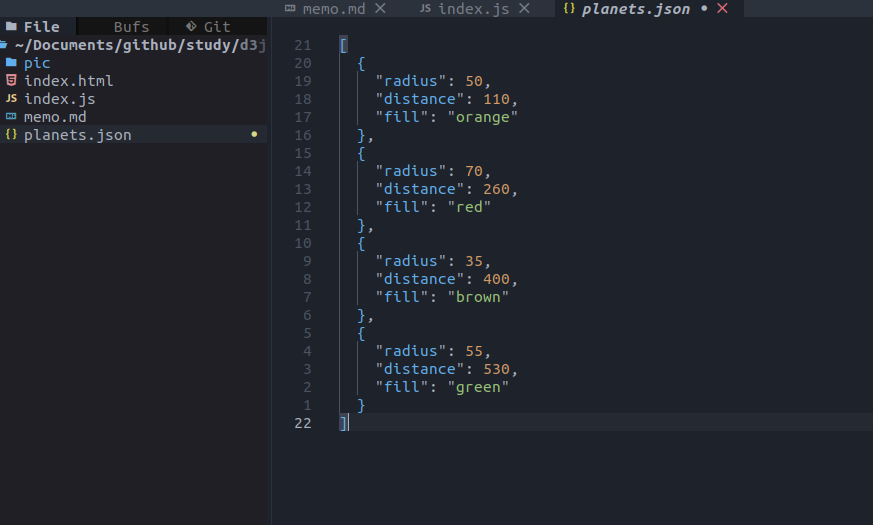 memo.md
index.js
planets.json
File Bufs Git
~/Documents/github/study/d3j
pic
index.html
index.js
memo.md
planets.json
21 [
20 {
19 "radius": 50,
18 "distance": 110,
17 "fill": "orange"
16 },
15 {
14 "radius": 70,
13 "distance": 260,
12 "fill": "red"
11 },
10 {
9 "radius": 35,
8 "distance": 400,
7 "fill": "brown"
6 },
5 {
4 "radius": 55,
3 "distance": 530,
2 "fill": "green"
1 }
22 ]